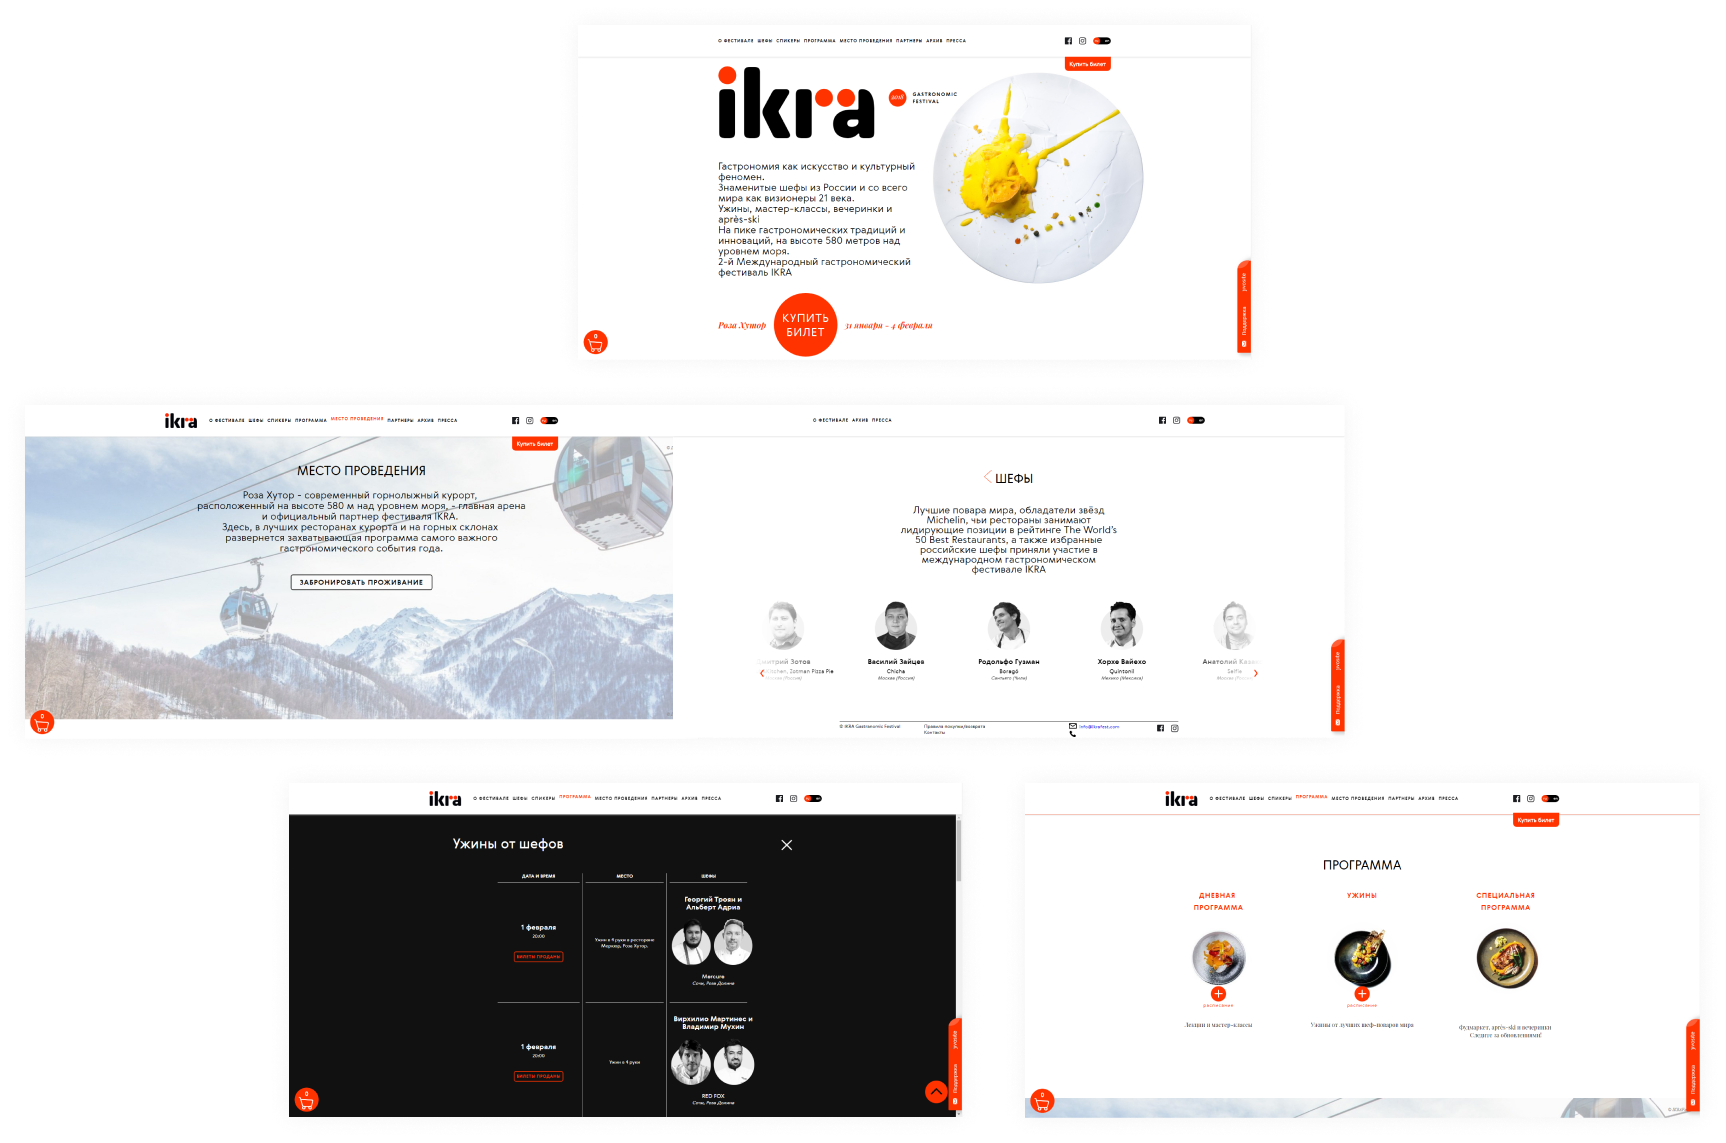 О ФЕСТИВАЛЕ ШЕФЫ СПИКЕРЫ ПРОГРАММА МЕСТО ПРОВЕДЕНИЯ ПАРТНЕРЫ АРХИВ ПРЕССА
Купить билет
ikra
2018
GASTRONOMIC
FESTIVAL
Гастрономия как искусство и культурный
феномен.
Знаменитые шефы из России и со всего
мира как визионеры 21 века.
Ужины, мастер-классы, вечеринки и
après-ski
На пике гастрономических традиций и
инноваций, на высоте 580 метров над
уровнем моря.
2-й Международный гастрономический
фестиваль IKRA
Роза Хутор
КУПИТЬ
БИЛЕТ
31 января - 4 февраля
0
Поддержка
ikra
О ФЕСТИВАЛЕ ШЕФЫ СПИКЕРЫ ПРОГРАММА МЕСТО ПРОВЕДЕНИЯ ПАРТНЕРЫ АРХИВ ПРЕССА
Купить билет
МЕСТО ПРОВЕДЕНИЯ
Роза Хутор - современный горнолыжный курорт,
расположенный на высоте 580 м над уровнем моря, - главная арена
и официальный партнер фестиваля IKRA.
Здесь, в лучших ресторанах курорта и на горных склонах
развернется захватывающая программа самого важного
гастрономического события года.
ЗАБРОНИРОВАТЬ ПРОЖИВАНИЕ
0
О ФЕСТИВАЛЕ АРХИВ ПРЕССА
ШЕФЫ
Лучшие повара мира, обладатели звёзд
Michelin, чьи рестораны занимают
лидирующие позиции в рейтинге The World's
50 Best Restaurants, а также избранные
российские шефы приняли участие в
международном гастрономическом
фестивале IKRA
Дмитрий Зотов
Kitchen, Zotman Pizza Pie
Москва (Россия)
Василий Зайцев
Chicha
Москва (Россия)
Родольфо Гузман
Boragó
Сантьяго (Чили)
Хорхе Вайехо
Quintonil
Мехико (Мексика)
Анатолий
Selfie
Москва
© IKRA Gastronomic Festival
Правила покупки/возврата
Контакты
info@ikrafest.com
Поддержка
ikra
О ФЕСТИВАЛЕ ШЕФЫ СПИКЕРЫ ПРОГРАММА МЕСТО ПРОВЕДЕНИЯ ПАРТНЕРЫ АРХИВ ПРЕССА
Ужины от шефов
ДАТА И ВРЕМЯ
МЕСТО
ШЕФЫ
1 февраля
20:00
БИЛЕТЫ ПРОДАНЫ
Ужин в 4 руки в ресторане
Меркюр, Роза Хутор.
Георгий Троян и
Альберт Адриа
Mercure
Сочи, Роза Долина
1 февраля
20:00
БИЛЕТЫ ПРОДАНЫ
Ужин в 4 руки
Вирхилио Мартинес и
Владимир Мухин
RED FOX
Сочи, Роза Долина
0
Поддержка
ikra
О ФЕСТИВАЛЕ ШЕФЫ СПИКЕРЫ ПРОГРАММА МЕСТО ПРОВЕДЕНИЯ ПАРТНЕРЫ АРХИВ ПРЕССА
Купить билет
ПРОГРАММА
ДНЕВНАЯ
ПРОГРАММА
расписание
Лекции и мастер-классы
УЖИНЫ
расписание
Ужины от лучших шеф-поваров мира
СПЕЦИАЛЬНАЯ
ПРОГРАММА
Фудмаркет, après-ski и вечеринки
Следите за обновлениями!
0
Поддержка